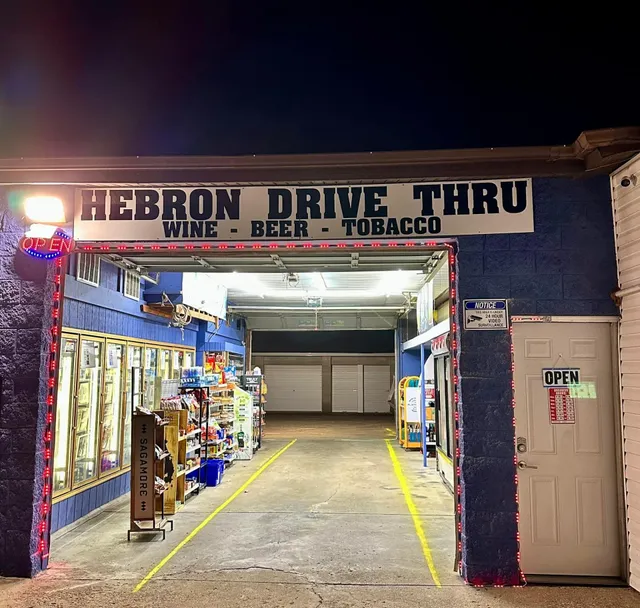 HEBRON DRIVE THRU
WINE - BEER - TOBACCO
OPEN
NOTICE
24 HOUR
VIDEO
SURVEILLANCE
OPEN
SAGAMORE